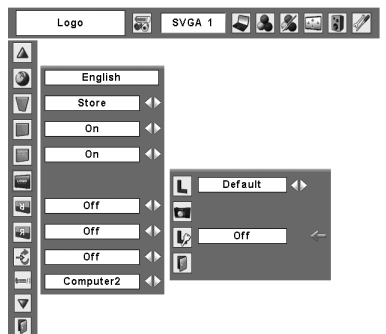 Logo
SVGA 1
English
Store
On
On
Off
Off
Off
Computer2
Default
Off